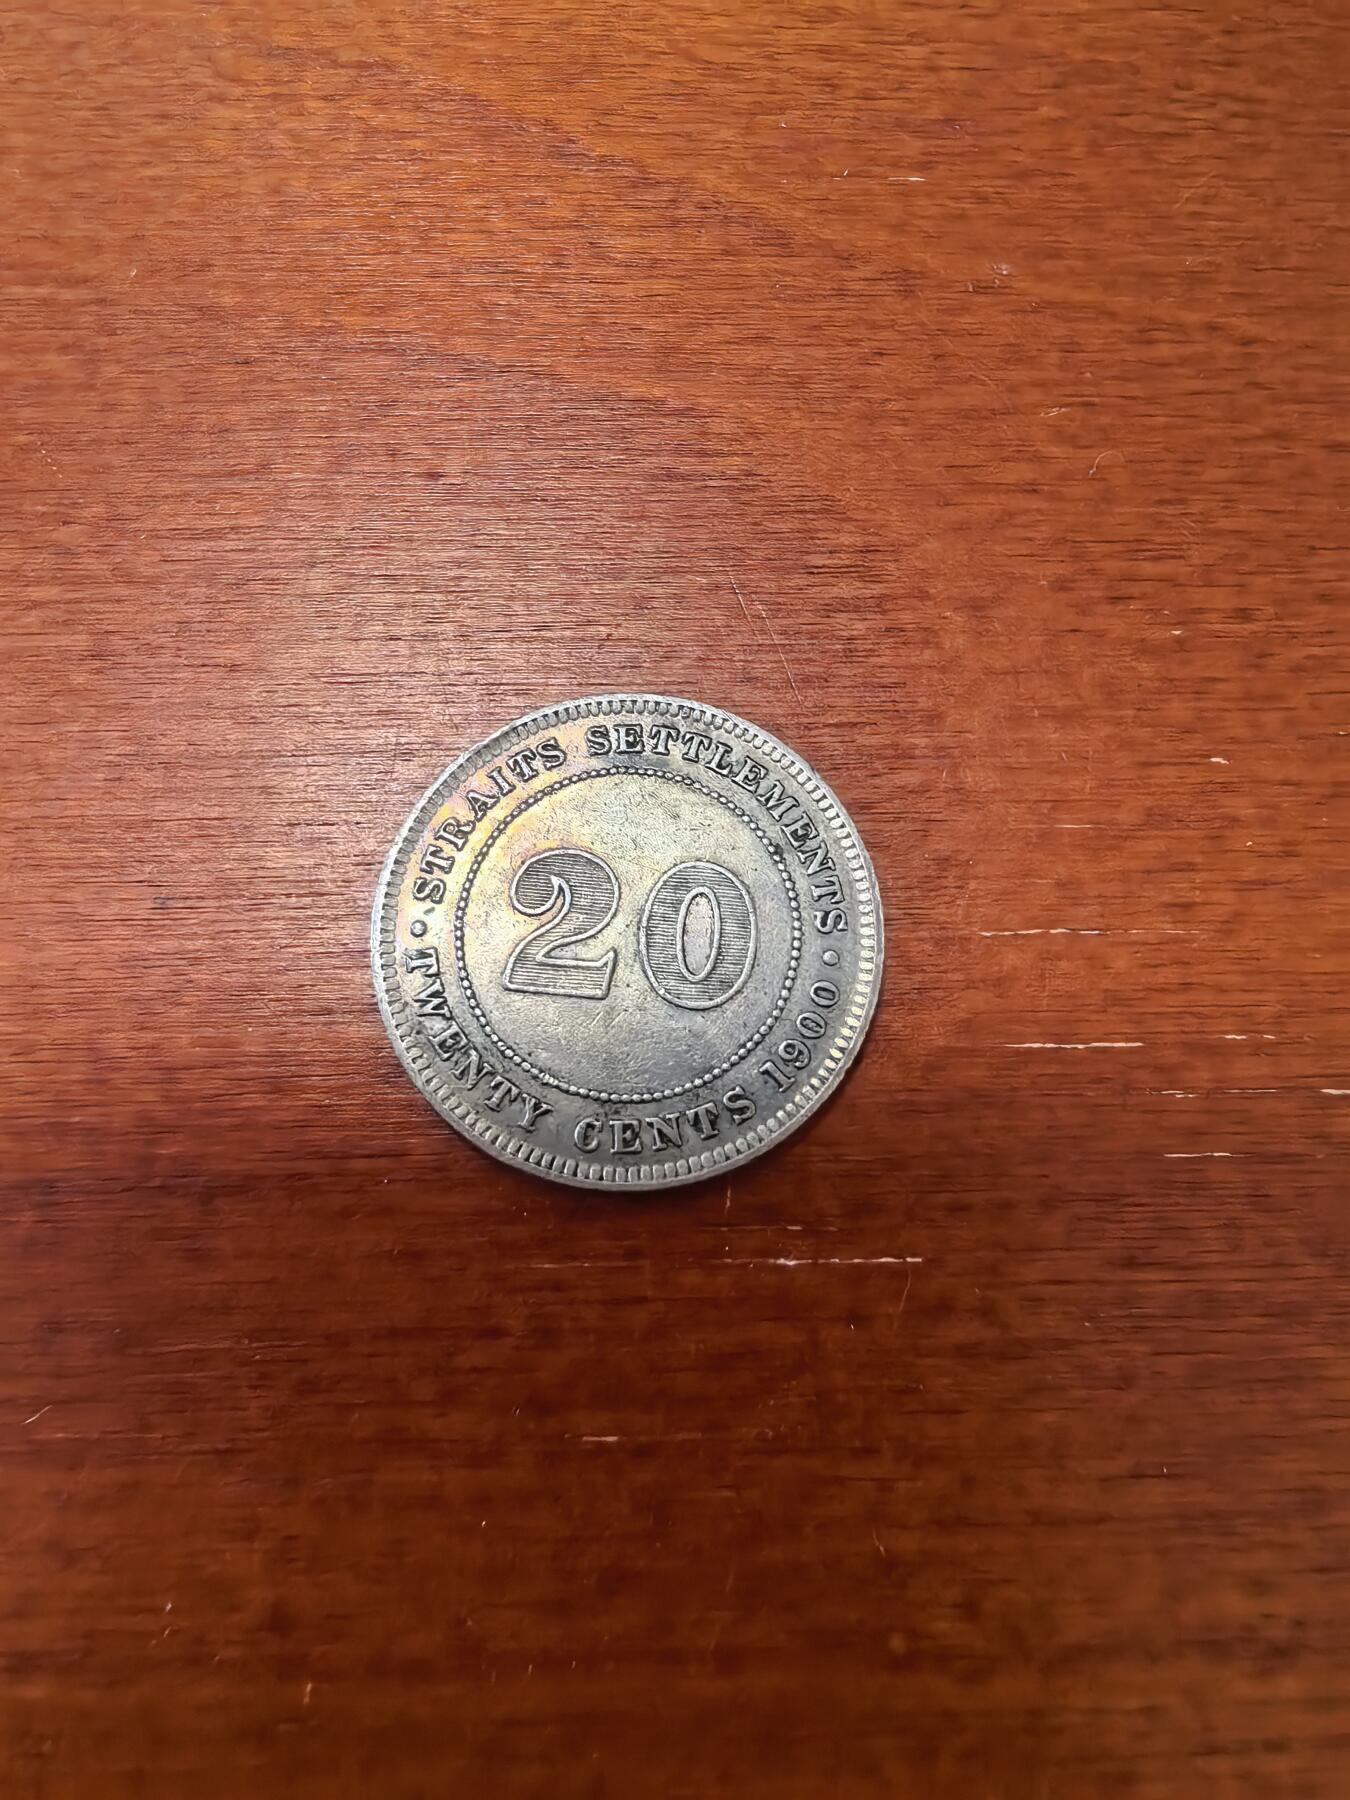 · STRAITS SETTLEMENTS ·
TWENTY CENTS 1900
20